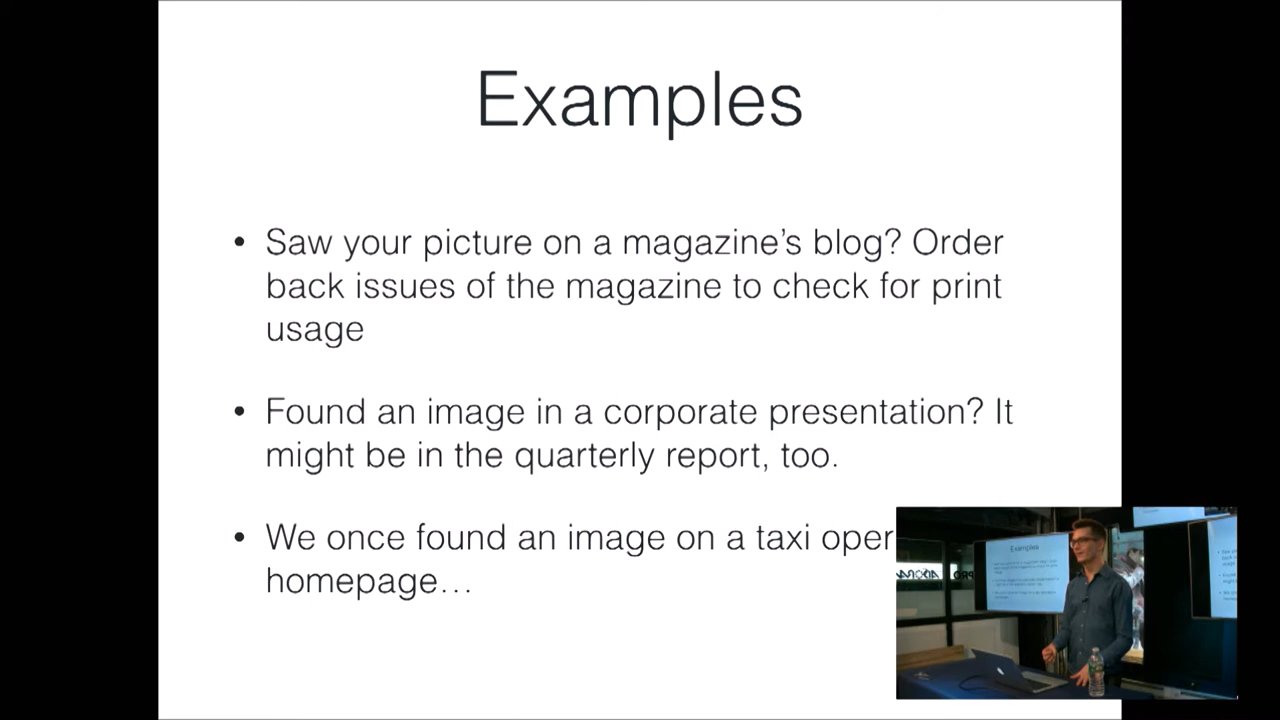 Examples
• Saw your picture on a magazine’s blog? Order
back issues of the magazine to check for print
usage
• Found an image in a corporate presentation? It
might be in the quarterly report, too.
• We once found an image on a taxi
homepage…
Examples